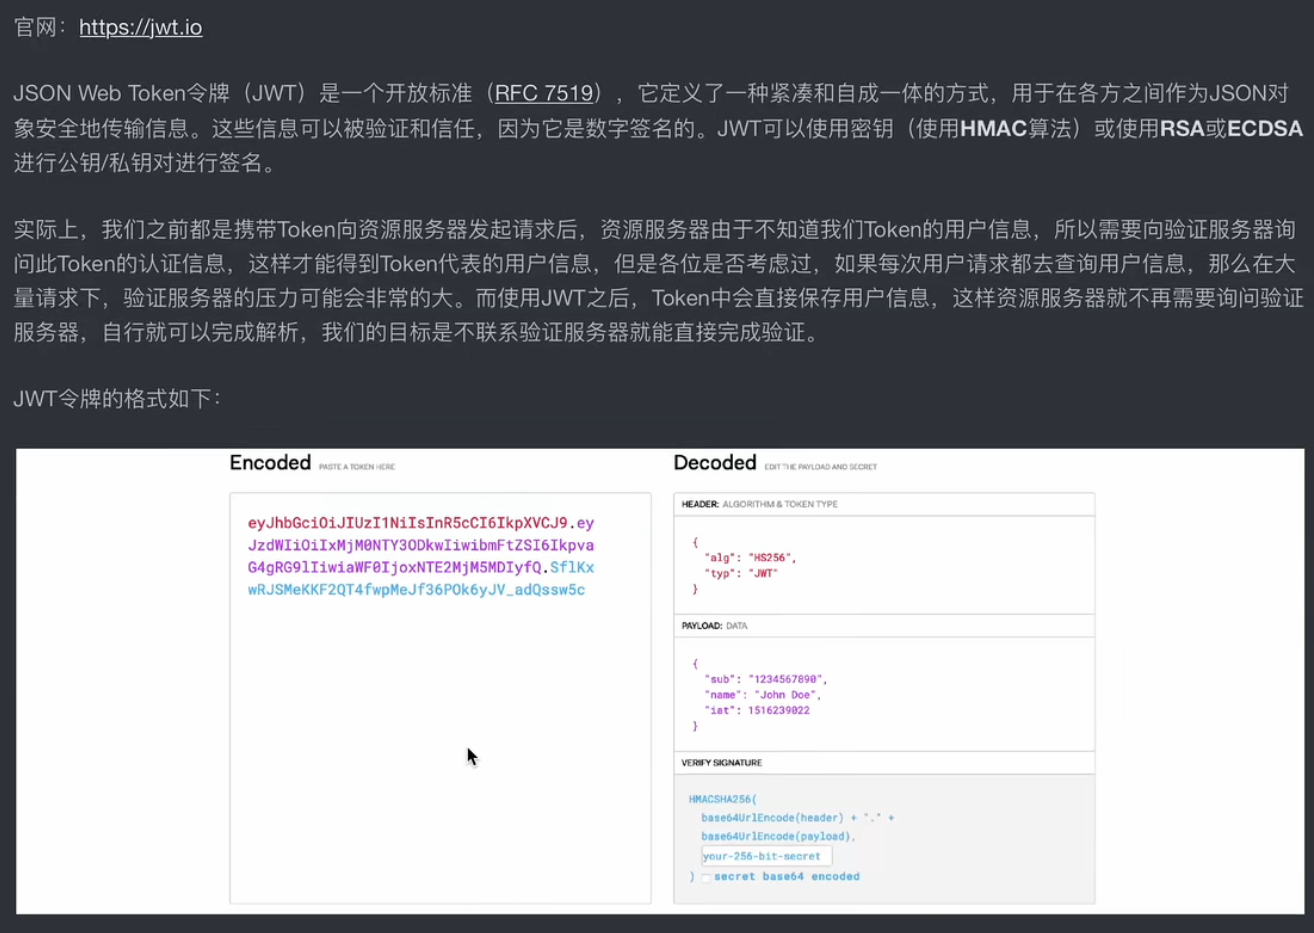 官网：https://jwt.io
JSON Web Token令牌（JWT）是一个开放标准（RFC 7519），它定义了一种紧凑和自成一体的方式，用于在各方之间作为JSON对
象安全地传输信息。这些信息可以被验证和信任，因为它是数字签名的。JWT可以使用密钥（使用HMAC算法）或使用RSA或ECDSA
进行公钥/私钥对进行签名。
实际上，我们之前都是携带Token向资源服务器发起请求后，资源服务器由于不知道我们Token的用户信息，所以需要向验证服务器询
问此Token的认证信息，这样才能得到Token代表的用户信息，但是各位是否考虑过，如果每次用户请求都去查询用户信息，那么在大
量请求下，验证服务器的压力可能会非常的大。而使用JWT之后，Token中会直接保存用户信息，这样资源服务器就不再需要询问验证
服务器，自行就可以完成解析，我们的目标是不联系验证服务器就能直接完成验证。
JWT令牌的格式如下：
Encoded PASTE A TOKEN HERE
eyJhbGciOiJIUzI1NiIsInR5cCI6IkpXVCJ9.ey
JzdWIiOiIxMjM0NTY3ODkwIiwibmFtZSI6Ikpva
G4gRG9lIiwiaWF0IjoxNTE2MjM5MDIyfQ.SflKx
wRJSMeKKF2QT4fwpMeJf36POk6yJV_adQssw5c
Decoded EDIT THE PAYLOAD AND SECRET
HEADER: ALGORITHM & TOKEN TYPE
{
"alg": "HS256",
"typ": "JWT"
}
PAYLOAD: DATA
{
"sub": "1234567890",
"name": "John Doe",
"iat": 1516239022
}
VERIFY SIGNATURE
HMACSHA256(
base64UrlEncode(header) + "." +
base64UrlEncode(payload),
your-256-bit-secret
) secret base64 encoded